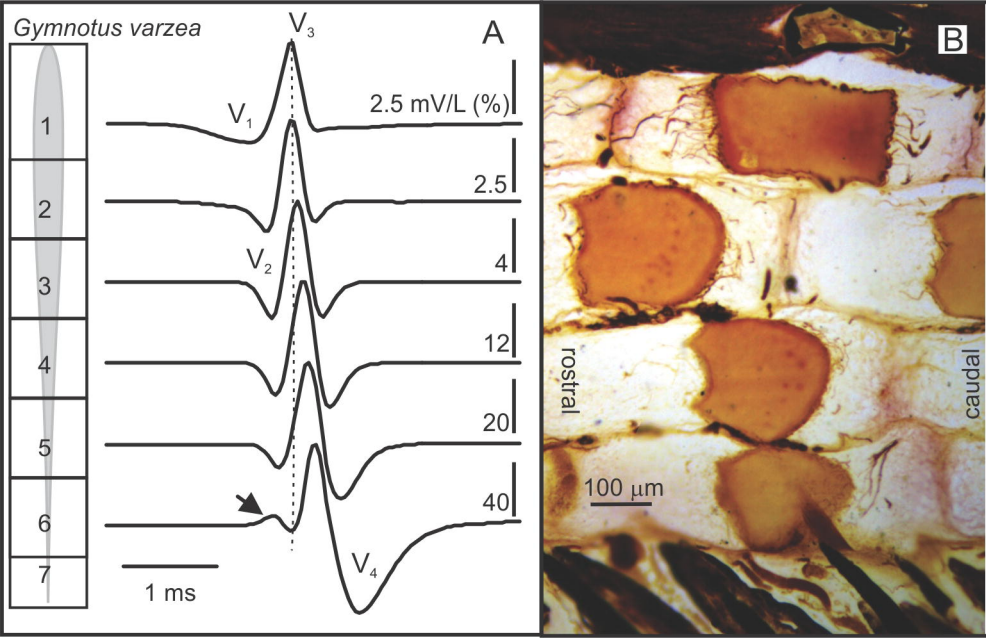 Gymnotus varzea
A
B
V3
V1
2.5 mV/L (%)
1
2.5
2
V2
4
3
12
4
rostral
caudal
20
5
40
100 μm
6
V4
7
1 ms